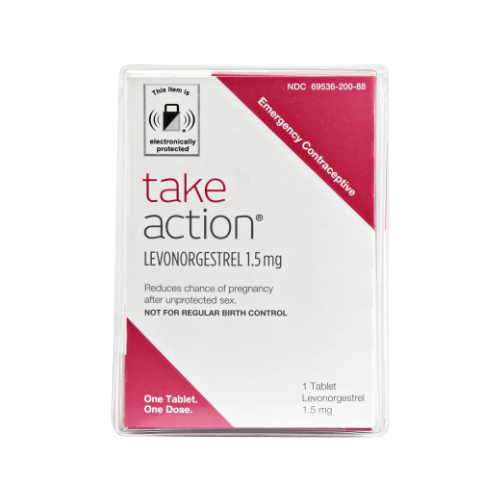 This item is
electronically
protected
NDC 69536-200-88
Emergency Contraceptive
take
action®
LEVONORGESTREL 1.5 mg
Reduces chance of pregnancy
after unprotected sex.
NOT FOR REGULAR BIRTH CONTROL
One Tablet.
One Dose.
1 Tablet
Levonorgestrel
1.5 mg